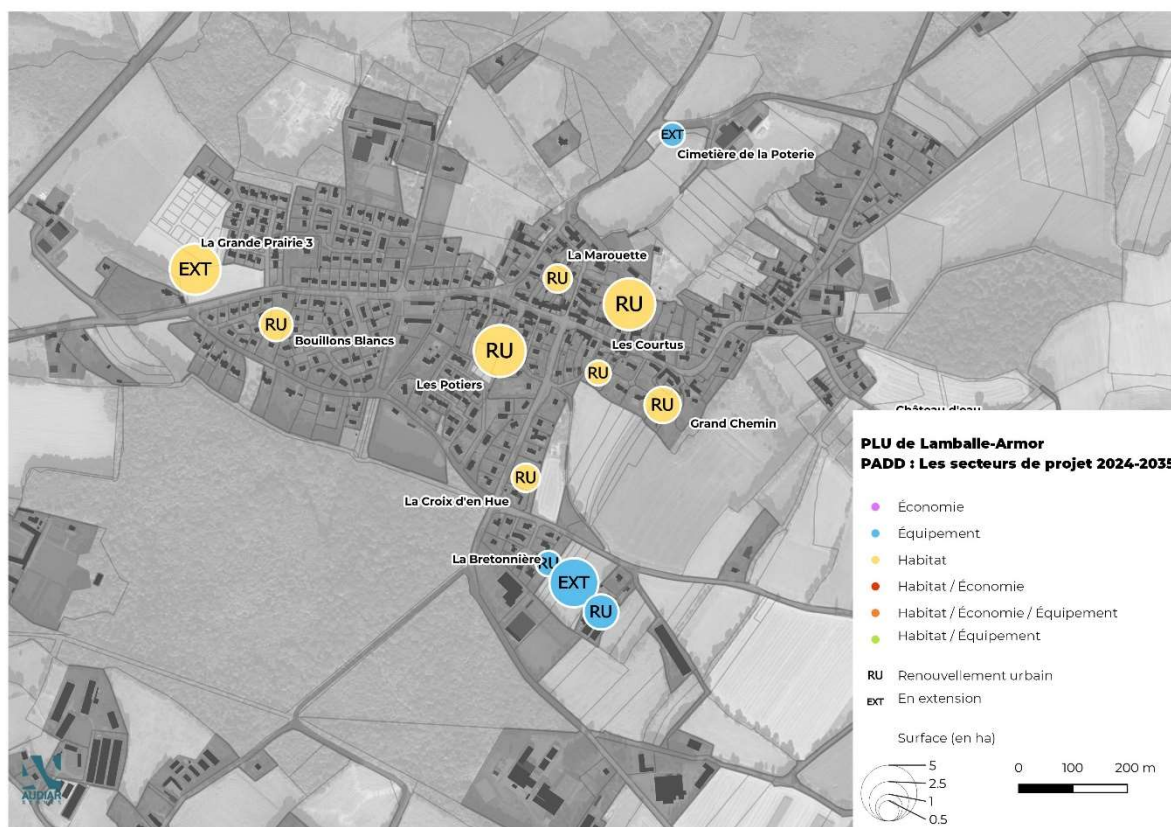 EXT
Cimetière de la Poterie
La Grande Prairie 3
EXT
La Marouette
RU
RU
RU
Bouillons Blancs
RU
Les Courtus
Les Potiers
RU
RU
Grand Chemin
RU
La Croix d'en Hue
La Bretonnière
RU
EXT
RU
Château d'eau
PLU de Lamballe-Armor
PADD : Les secteurs de projet 2024-2035
Économie
Équipement
Habitat
Habitat / Économie
Habitat / Économie / Équipement
Habitat / Équipement
RU Renouvellement urbain
EXT En extension
Surface (en ha)
5
2.5
1
0.5
0 100 200 m
AUDIAR